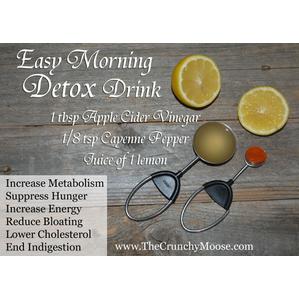 Easy Morning
Detox Drink
1 tbsp Apple Cider Vinegar
1/8 tsp Cayenne Pepper
Juice of 1 lemon
Increase Metabolism
Suppress Hunger
Increase Energy
Reduce Bloating
Lower Cholesterol
End Indigestion
www.TheCrunchyMoose.com